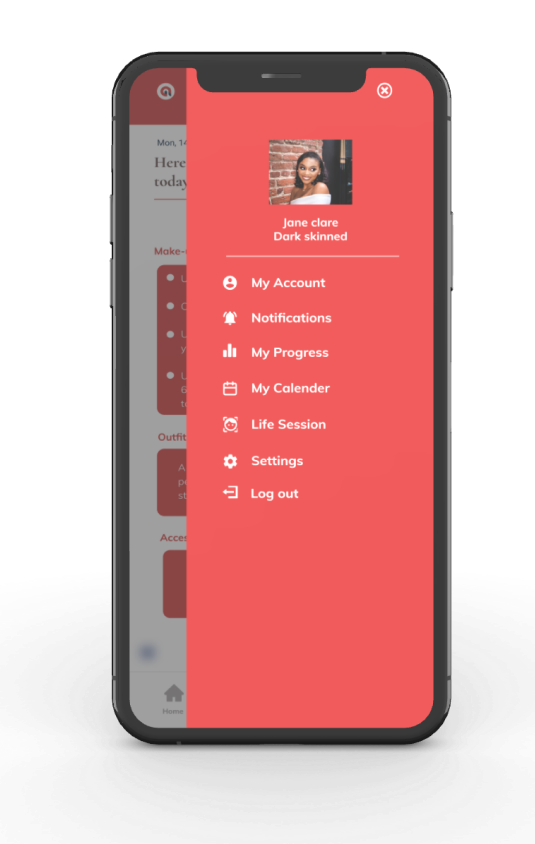 Mon, 14
Here
today
Make-
Outfit
Acces
Home
Jane clare
Dark skinned
My Account
Notifications
My Progress
My Calender
Life Session
Settings
Log out